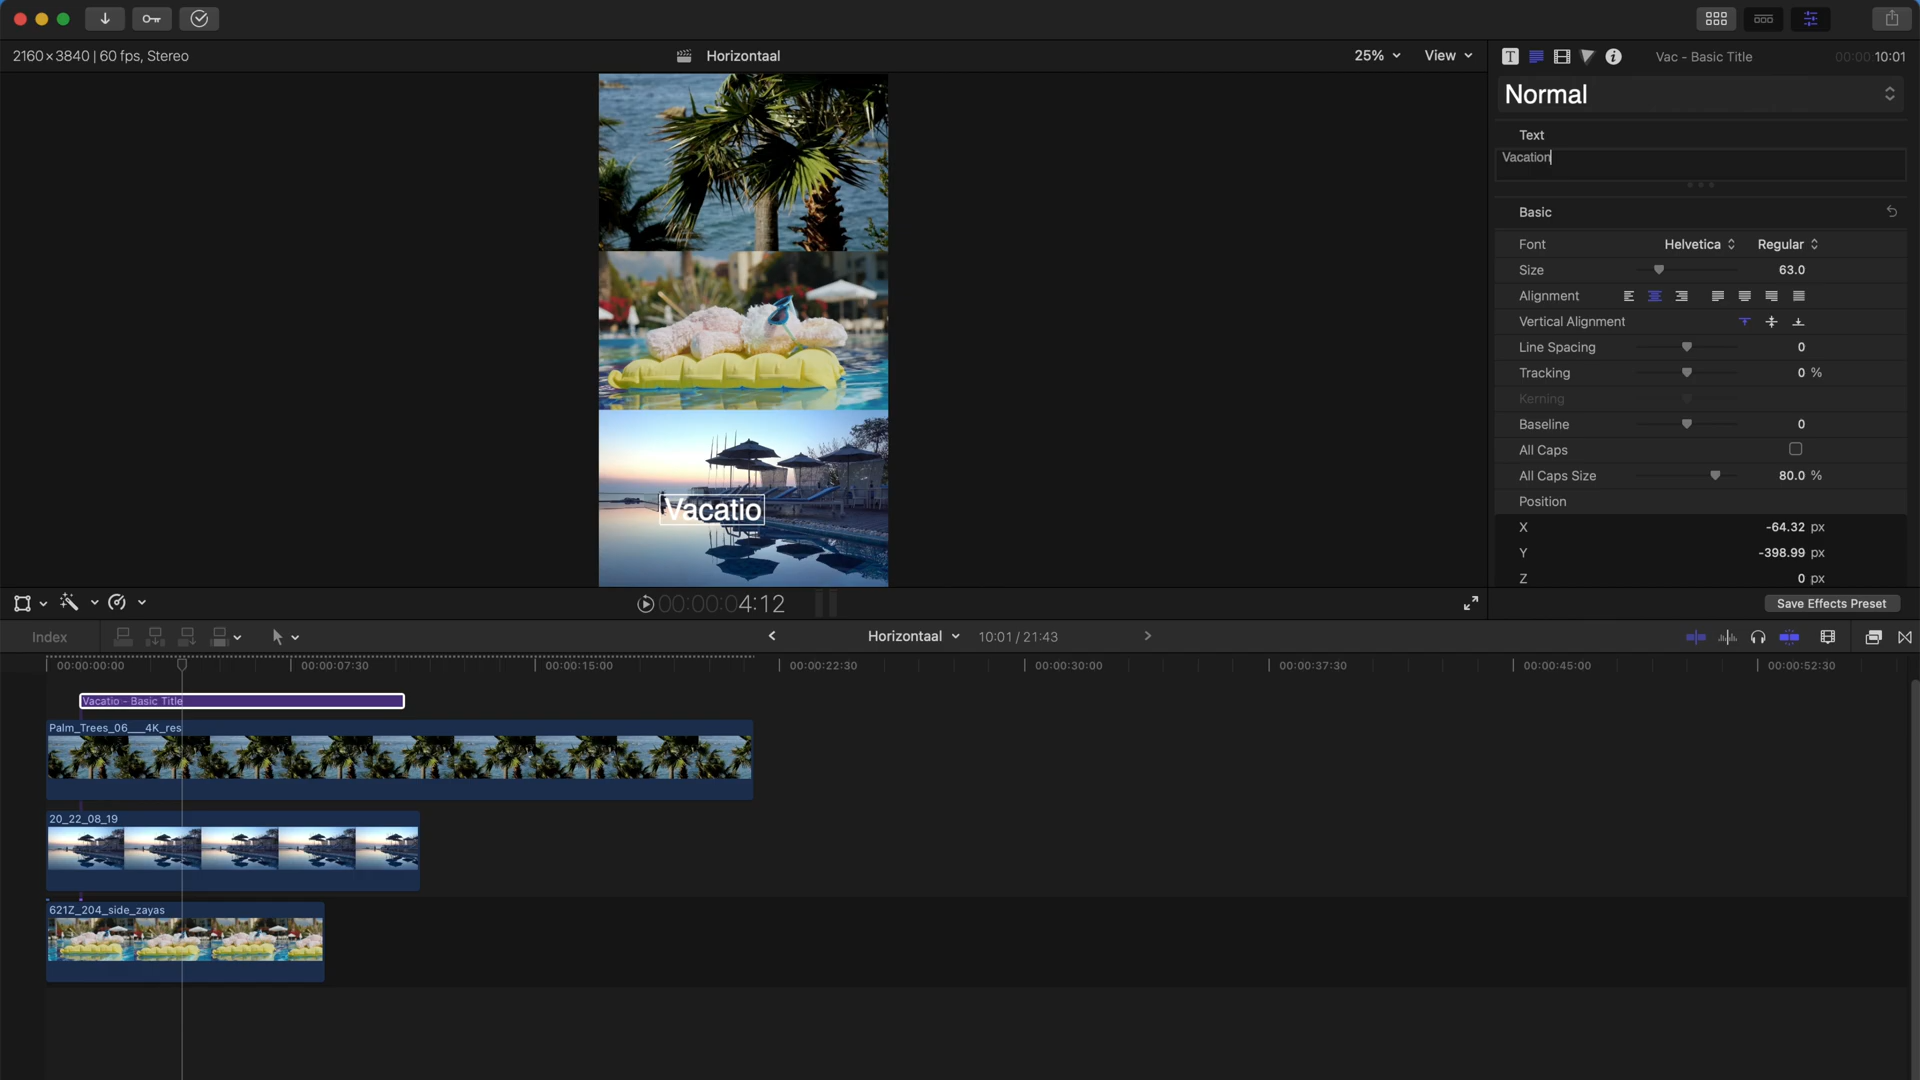 2160×3840 | 60 fps, Stereo
Horizontaal
25%
View
Vac - Basic Title
00:00:10:01
Normal
Text
Vacation
Basic
Font
Helvetica
Regular
Size
63.0
Alignment
Vertical Alignment
Line Spacing
0
Tracking
0 %
Kerning
Baseline
0
All Caps
All Caps Size
80.0 %
Position
X
-64.32 px
Y
-398.99 px
Z
0 px
Vacatio
00:00:04:12
Save Effects Preset
Index
Horizontaal
10:01 / 21:43
00:00:00:00
00:00:07:30
00:00:15:00
00:00:22:30
00:00:30:00
00:00:37:30
00:00:45:00
00:00:52:30
Vacatio - Basic Title
Palm_Trees_06___4K_res
20_22_08_19
621Z_204_side_zayas